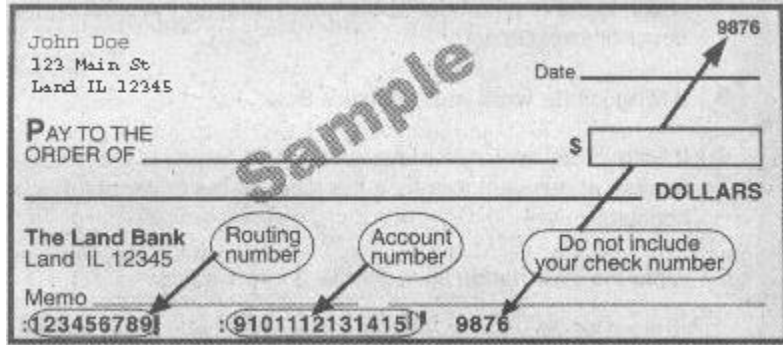 9876
John Doe
123 Main St
Land IL 12345
Date
Sample
PAY TO THE
ORDER OF
$
DOLLARS
The Land Bank
Land IL 12345
Routing
number
Account
number
Do not include
your check number
Memo
:123456789:
:9101112131415
9876